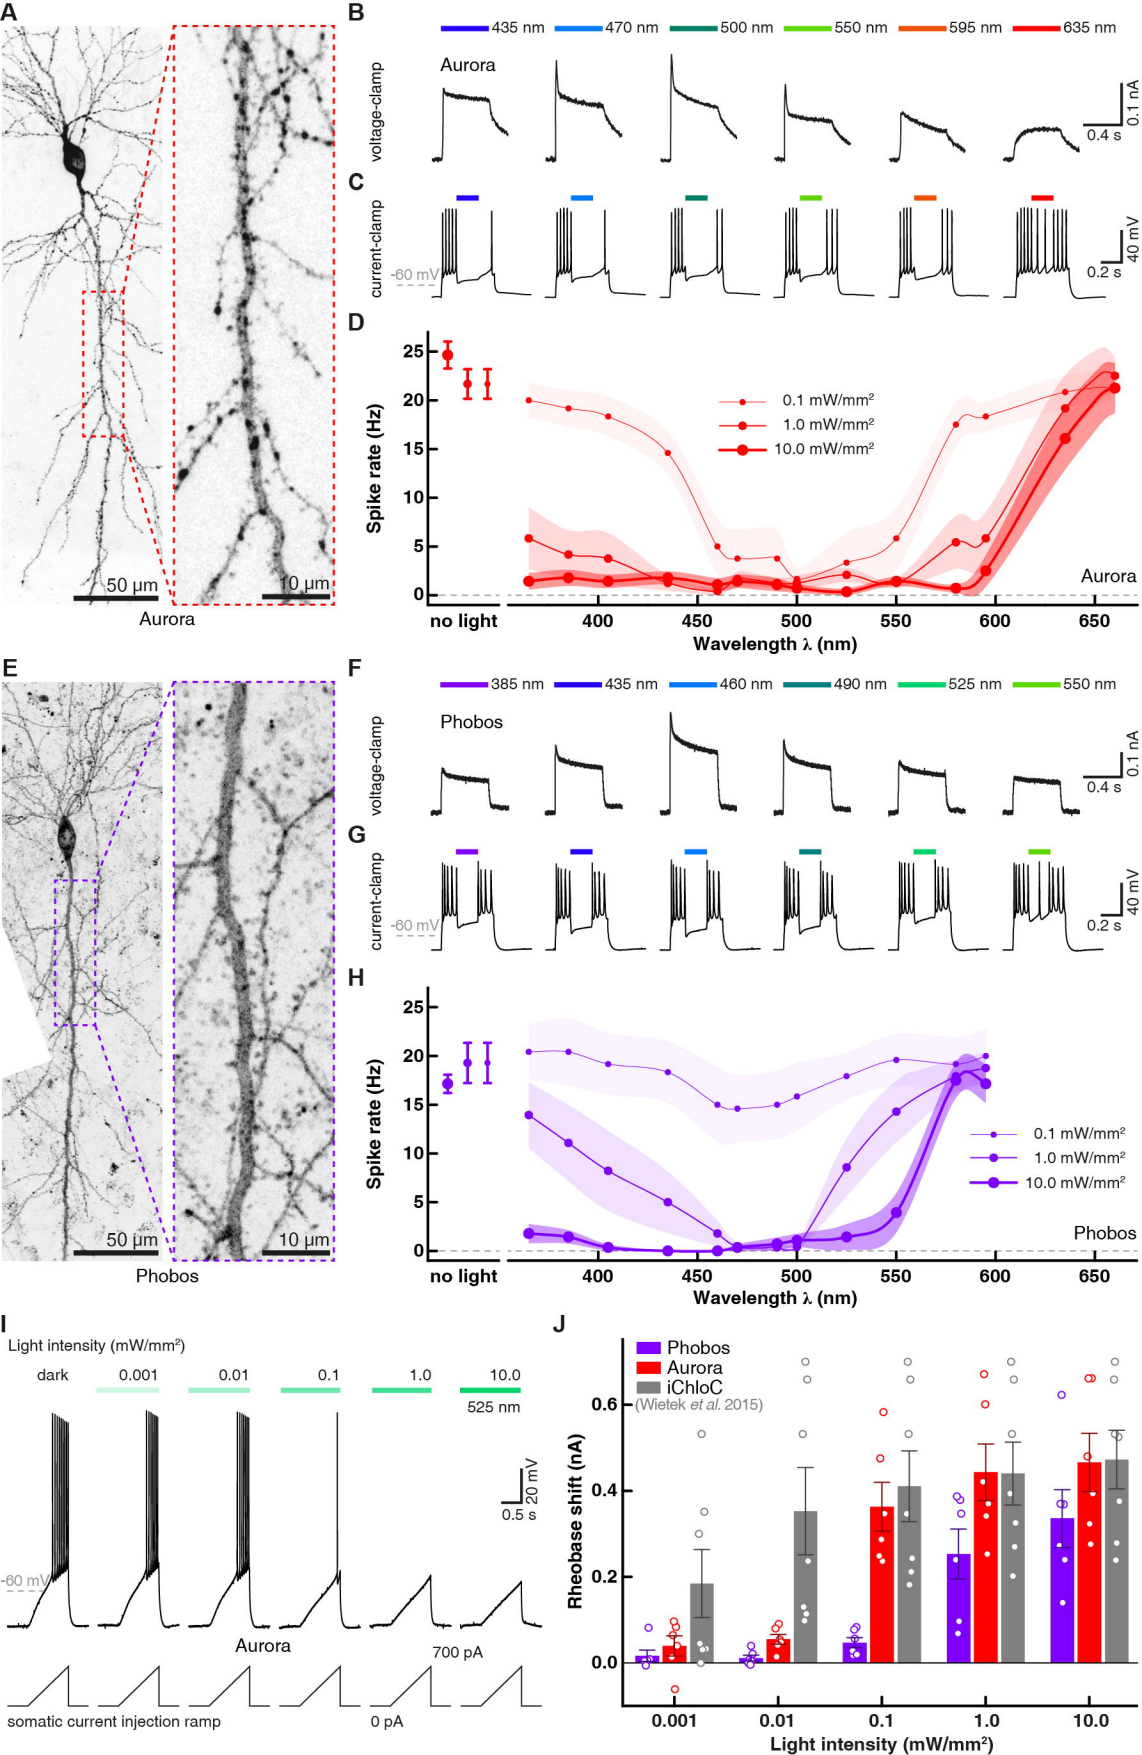 A
50 µm
10 µm
Aurora
B
435 nm
470 nm
500 nm
550 nm
595 nm
635 nm
voltage-clamp
Aurora
0.1 nA
0.4 s
C
current-clamp
-60 mV
40 mV
0.2 s
D
Spike rate (Hz)
25
20
15
10
5
0
0.1 mW/mm²
1.0 mW/mm²
10.0 mW/mm²
Aurora
no light
400
450
500
550
600
650
Wavelength λ (nm)
E
50 µm
10 µm
Phobos
F
385 nm
435 nm
460 nm
490 nm
525 nm
550 nm
voltage-clamp
Phobos
0.1 nA
0.4 s
G
current-clamp
-60 mV
40 mV
0.2 s
H
Spike rate (Hz)
25
20
15
10
5
0
0.1 mW/mm²
1.0 mW/mm²
10.0 mW/mm²
Phobos
no light
400
450
500
550
600
650
Wavelength λ (nm)
I
Light intensity (mW/mm²)
dark
0.001
0.01
0.1
1.0
10.0
525 nm
20 mV
0.5 s
-60 mV
Aurora
700 pA
somatic current injection ramp
0 pA
J
Phobos
Aurora
iChloC
(Wietek et al. 2015)
Rheobase shift (nA)
0.6
0.4
0.2
0.0
0.001
0.01
0.1
1.0
10.0
Light intensity (mW/mm²)